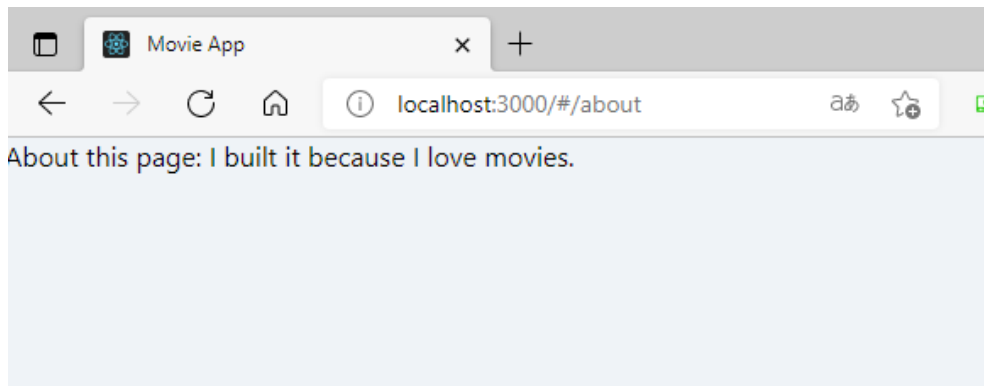 Movie App
localhost:3000/#/about
aあ
About this page: I built it because I love movies.